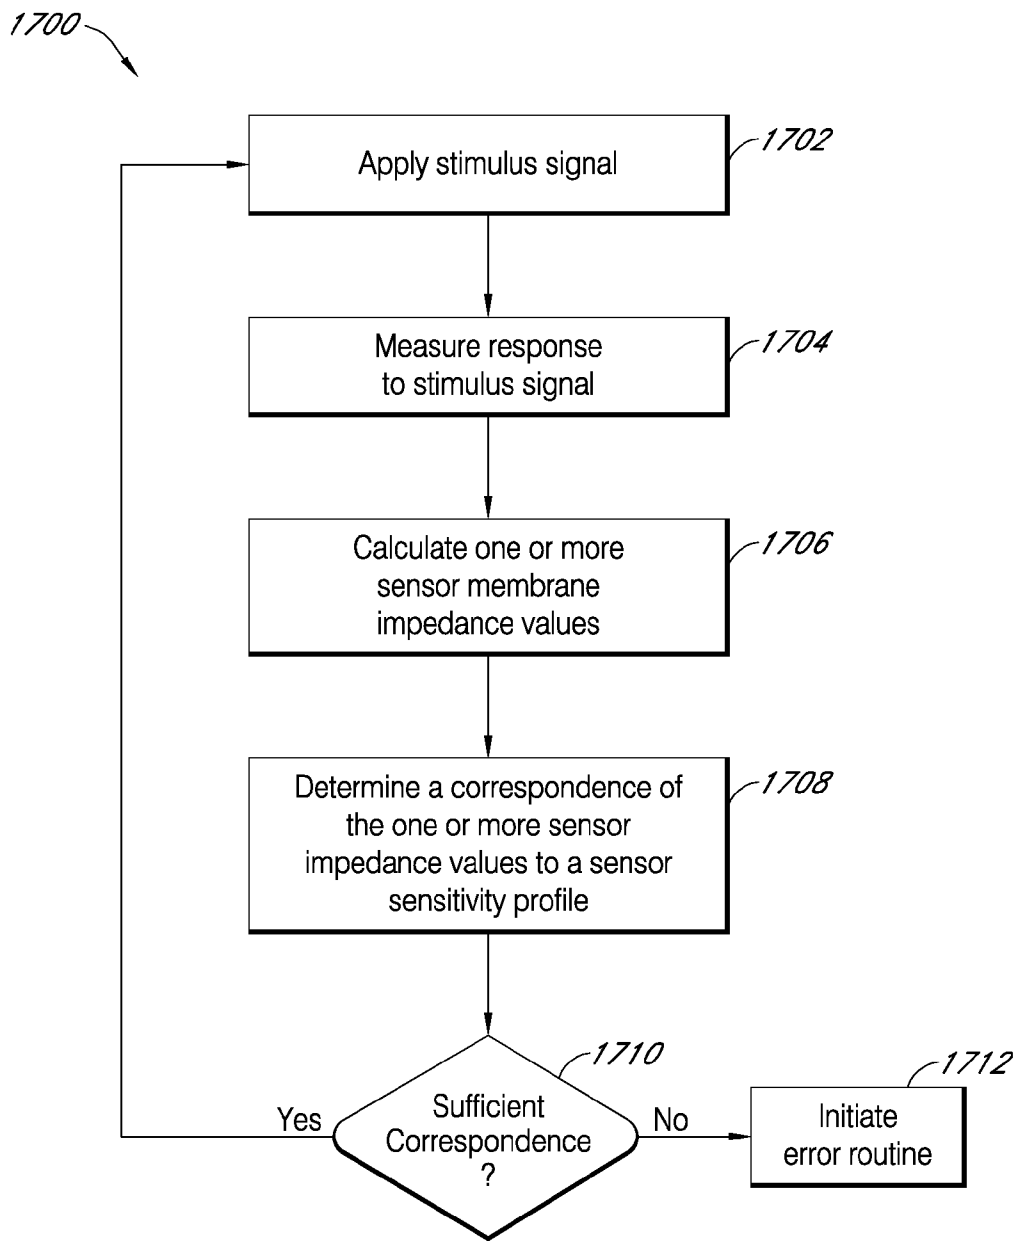 1700
Apply stimulus signal
1702
Measure response
to stimulus signal
1704
Calculate one or more
sensor membrane
impedance values
1706
Determine a correspondence of
the one or more sensor
impedance values to a sensor
sensitivity profile
1708
Sufficient
Correspondence
?
1710
Yes
No
Initiate
error routine
1712